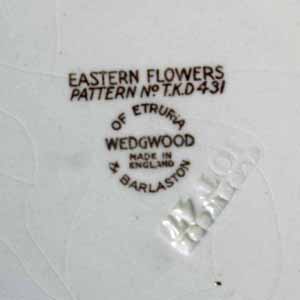 EASTERN FLOWERS
PATTERN Nº T.K.D 431
OF ETRURIA
WEDGWOOD
MADE IN
ENGLAND
& BARLASTON